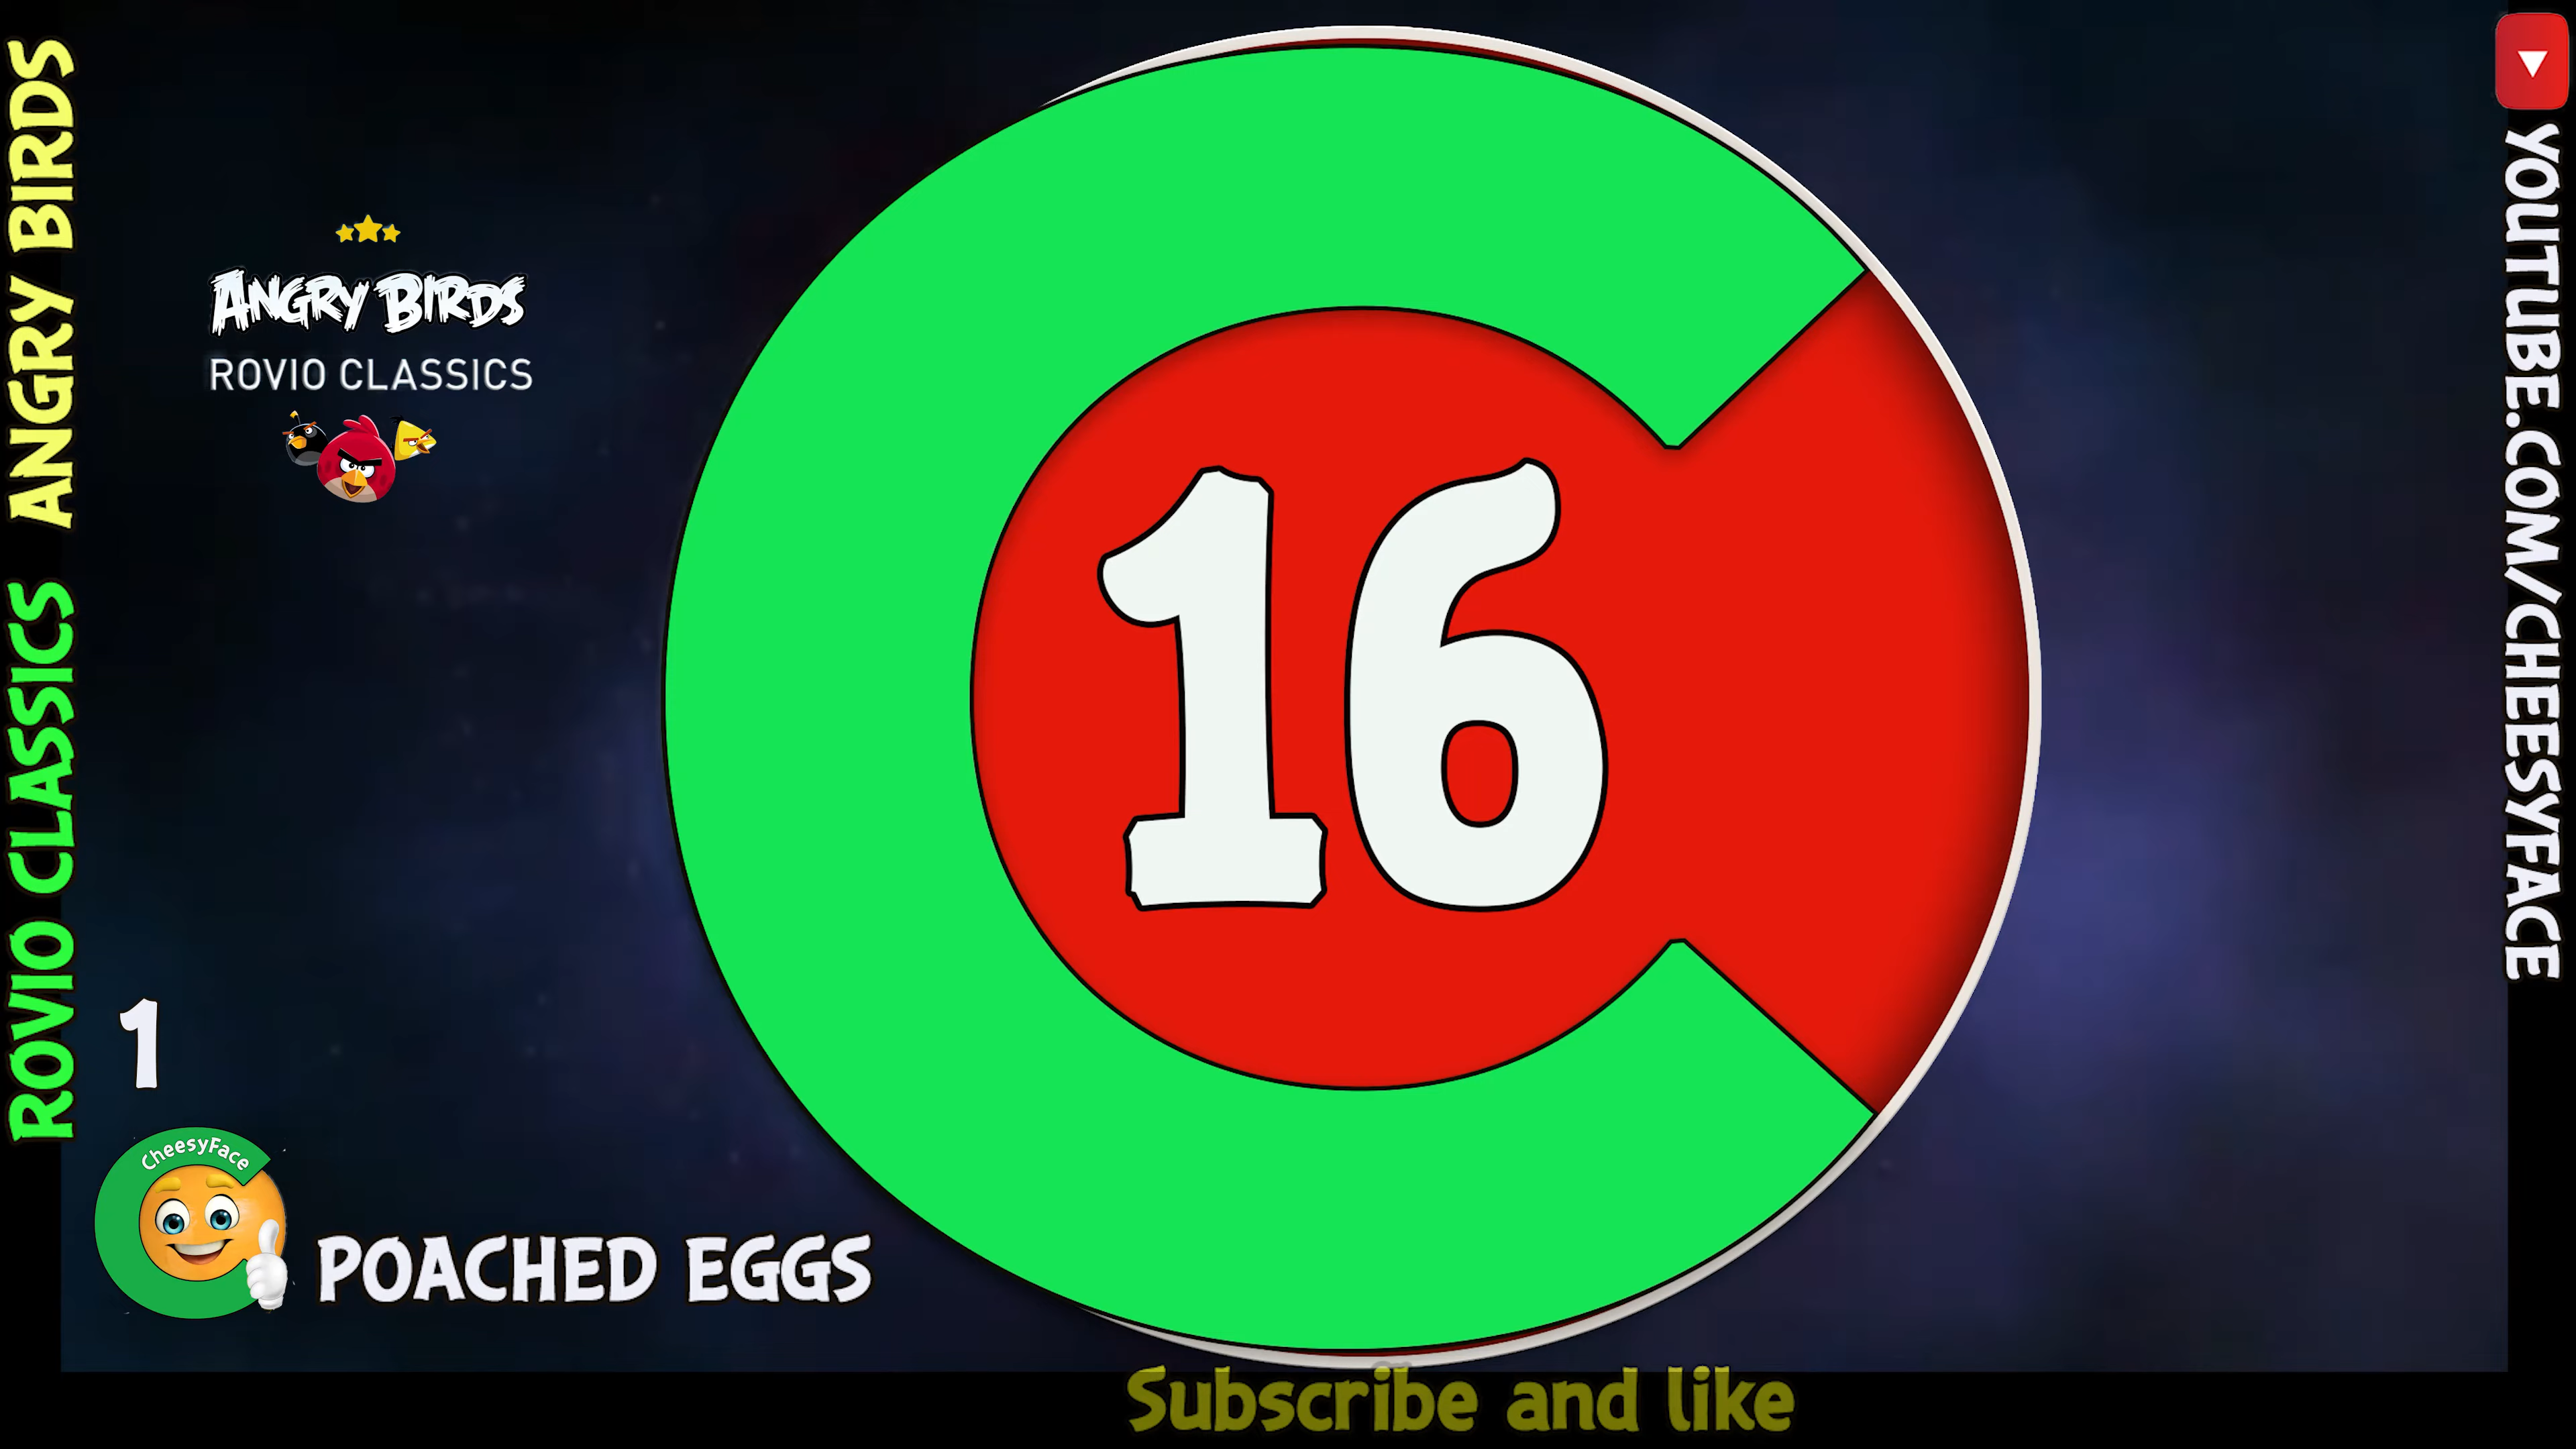 ANGRY BIRDS
ROVIO CLASSICS
ROVIO CLASSICS ANGRY BIRDS
16
1
CheesyFace
POACHED EGGS
YOUTUBE.COM/CHEESYFACE
Subscribe and like